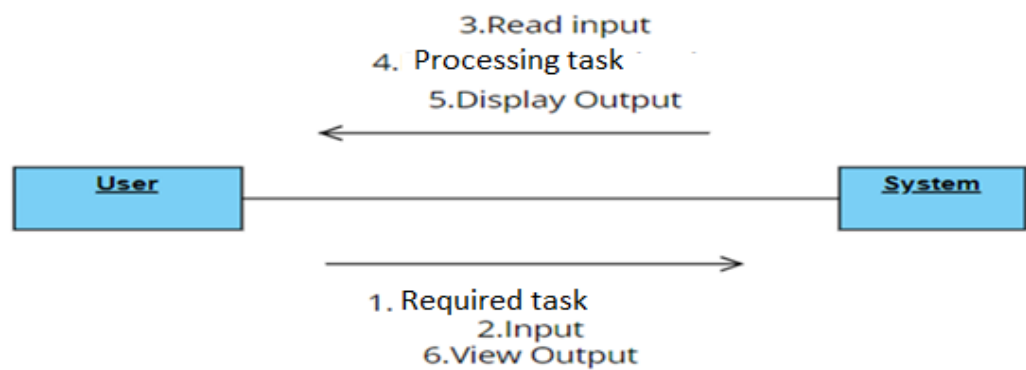 3.Read input
4. Processing task
5.Display Output
User
System
1. Required task
2.Input
6.View Output